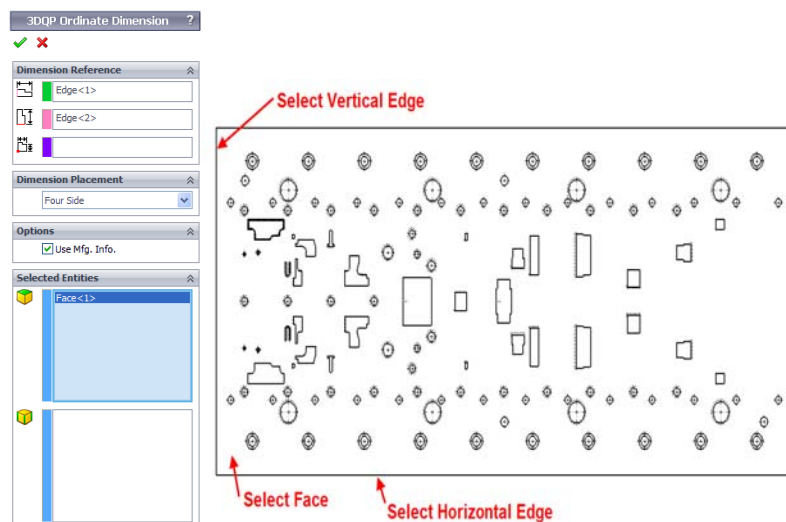 3DQP Ordinate Dimension ?
Dimension Reference
Edge<1>
Edge<2>
Dimension Placement
Four Side
Options
Use Mfg. Info.
Selected Entities
Face<1>
Select Vertical Edge
Select Face
Select Horizontal Edge